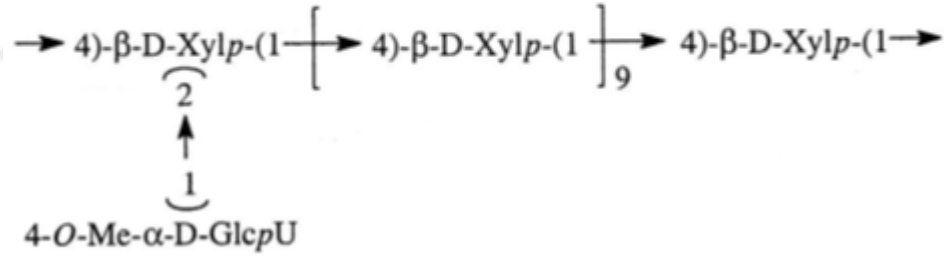 → 4)-β-D-Xylp-(1 → [ 4)-β-D-Xylp-(1 ]9 → 4)-β-D-Xylp-(1 →
2
1
4-O-Me-α-D-GlcpU